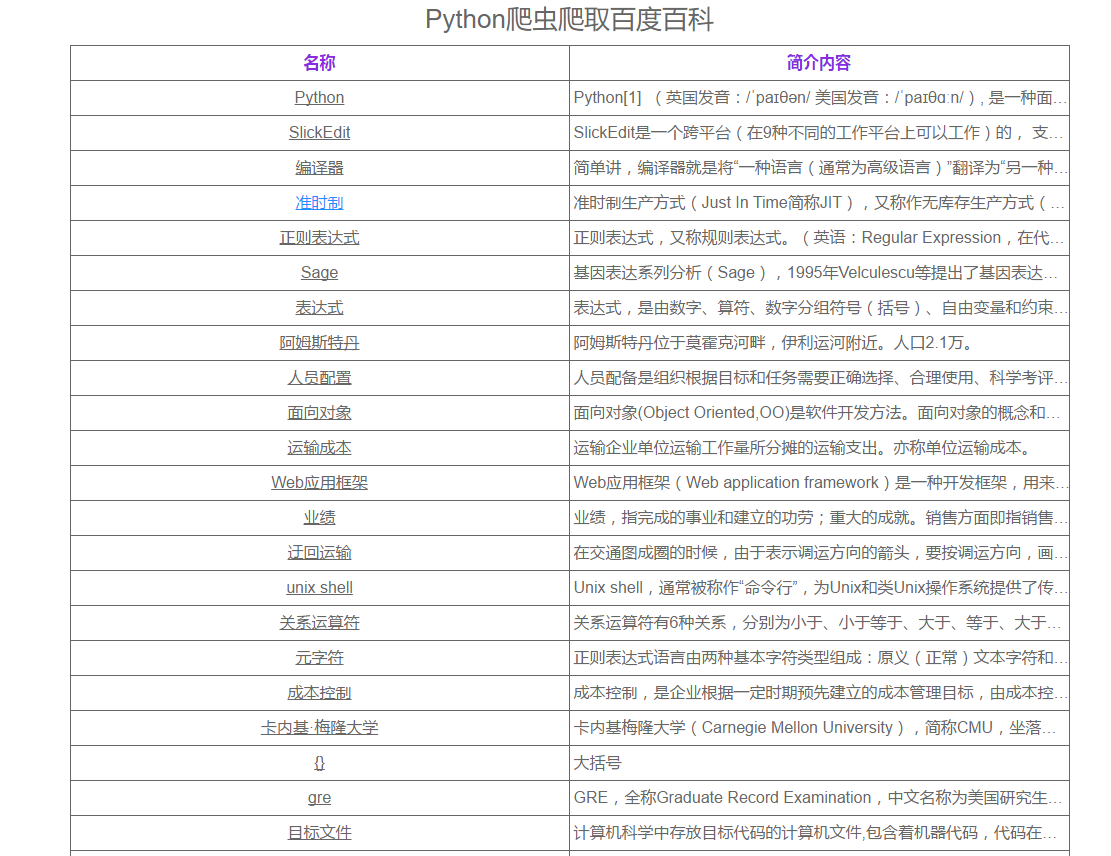 Python爬虫爬取百度百科
名称 简介内容
Python Python[1] （英国发音：/ˈpaɪθən/ 美国发音：/ˈpaɪθɑːn/）, 是一种面…
SlickEdit SlickEdit是一个跨平台（在9种不同的工作平台上可以工作）的， 支…
编译器 简单讲，编译器就是将“一种语言（通常为高级语言）”翻译为“另一种…
准时制 准时制生产方式（Just In Time简称JIT），又称作无库存生产方式（…
正则表达式 正则表达式，又称规则表达式。（英语：Regular Expression，在代…
Sage 基因表达系列分析（Sage），1995年Velculescu等提出了基因表达…
表达式 表达式，是由数字、算符、数字分组符号（括号）、自由变量和约束…
阿姆斯特丹 阿姆斯特丹位于莫霍克河畔，伊利运河附近。人口2.1万。
人员配置 人员配备是组织根据目标和任务需要正确选择、合理使用、科学考评…
面向对象 面向对象(Object Oriented,OO)是软件开发方法。面向对象的概念和…
运输成本 运输企业单位运输工作量所分摊的运输支出。亦称单位运输成本。
Web应用框架 Web应用框架（Web application framework）是一种开发框架，用来…
业绩 业绩，指完成的事业和建立的功劳；重大的成就。销售方面即指销售…
迂回运输 在交通图成圈的时候，由于表示调运方向的箭头，要按调运方向，画…
unix shell Unix shell，通常被称作“命令行”，为Unix和类Unix操作系统提供了传…
关系运算符 关系运算符有6种关系，分别为小于、小于等于、大于、等于、大于…
元字符 正则表达式语言由两种基本字符类型组成：原义（正常）文本字符和…
成本控制 成本控制，是企业根据一定时期预先建立的成本管理目标，由成本控…
卡内基·梅隆大学 卡内基梅隆大学（Carnegie Mellon University），简称CMU，坐落…
{} 大括号
gre GRE，全称Graduate Record Examination，中文名称为美国研究生…
目标文件 计算机科学中存放目标代码的计算机文件,包含着机器代码，代码在…